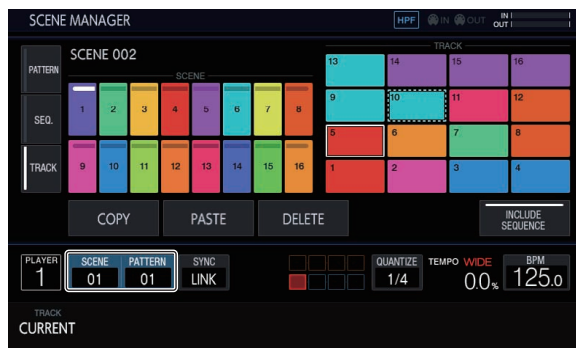 SCENE MANAGER
HPF IN OUT IN OUT
PATTERN
SEQ.
TRACK
SCENE 002
SCENE
1 2 3 4 5 6 7 8
9 10 11 12 13 14 15 16
TRACK
13 14 15 16
9 10 11 12
5 6 7 8
1 2 3 4
COPY PASTE DELETE
INCLUDE
SEQUENCE
PLAYER
1
SCENE
01
PATTERN
01
SYNC
LINK
QUANTIZE
1/4
TEMPO WIDE
0.0%
BPM
125.0
TRACK
CURRENT